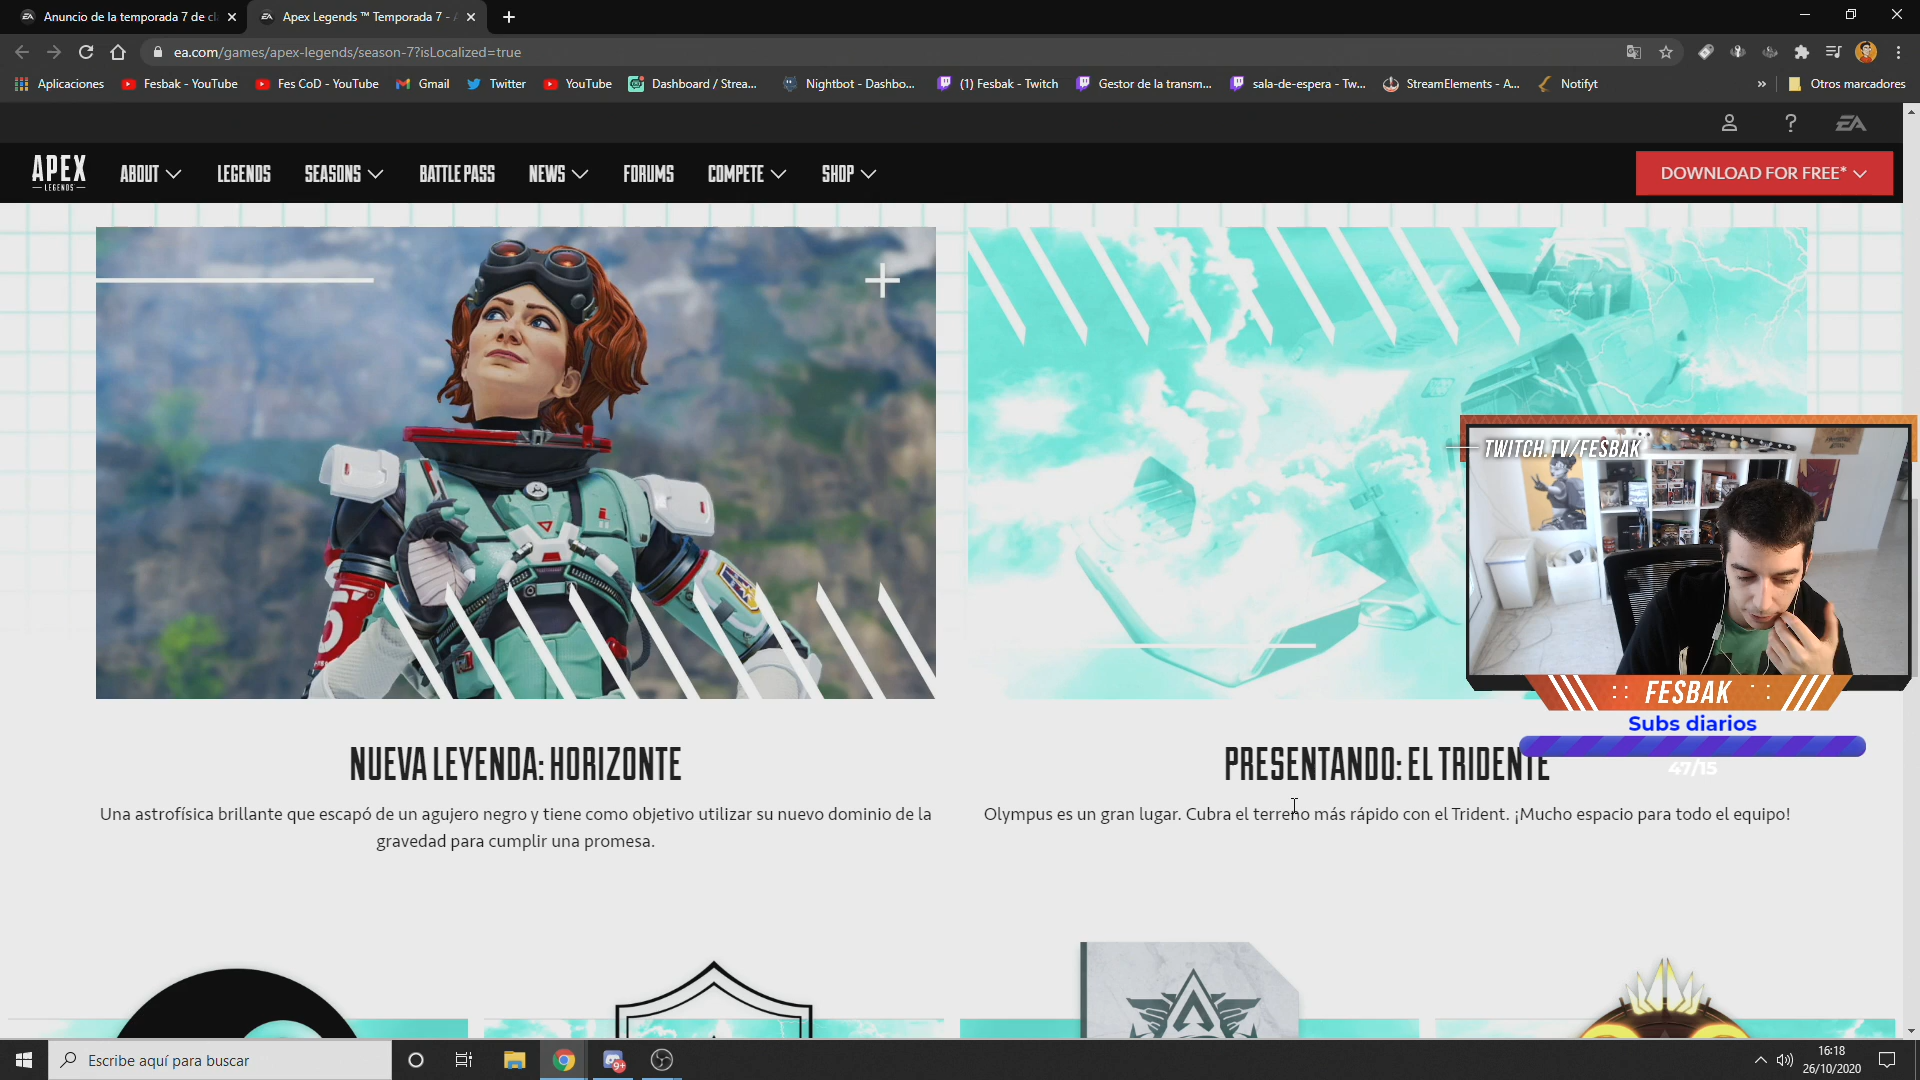 Anuncio de la temporada 7 de cl
Apex Legends ™ Temporada 7 - A
ea.com/games/apex-legends/season-7?isLocalized=true
Aplicaciones
Fesbak - YouTube
Fes CoD - YouTube
Gmail
Twitter
YouTube
Dashboard / Strea...
Nightbot - Dashbo...
(1) Fesbak - Twitch
Gestor de la transm...
sala-de-espera - Tw...
StreamElements - A...
Notifyt
»
Otros marcadores
? EA
APEX
LEGENDS
ABOUT
LEGENDS
SEASONS
BATTLE PASS
NEWS
FORUMS
COMPETE
SHOP
DOWNLOAD FOR FREE*
TWITCH.TV/FESBAK
FESBAK
Subs diarios
47/15
NUEVA LEYENDA: HORIZONTE
Una astrofísica brillante que escapó de un agujero negro y tiene como objetivo utilizar su nuevo dominio de la
gravedad para cumplir una promesa.
PRESENTANDO: EL TRIDENTE
Olympus es un gran lugar. Cubra el terreno más rápido con el Trident. ¡Mucho espacio para todo el equipo!
Escribe aquí para buscar
9+
16:18
26/10/2020